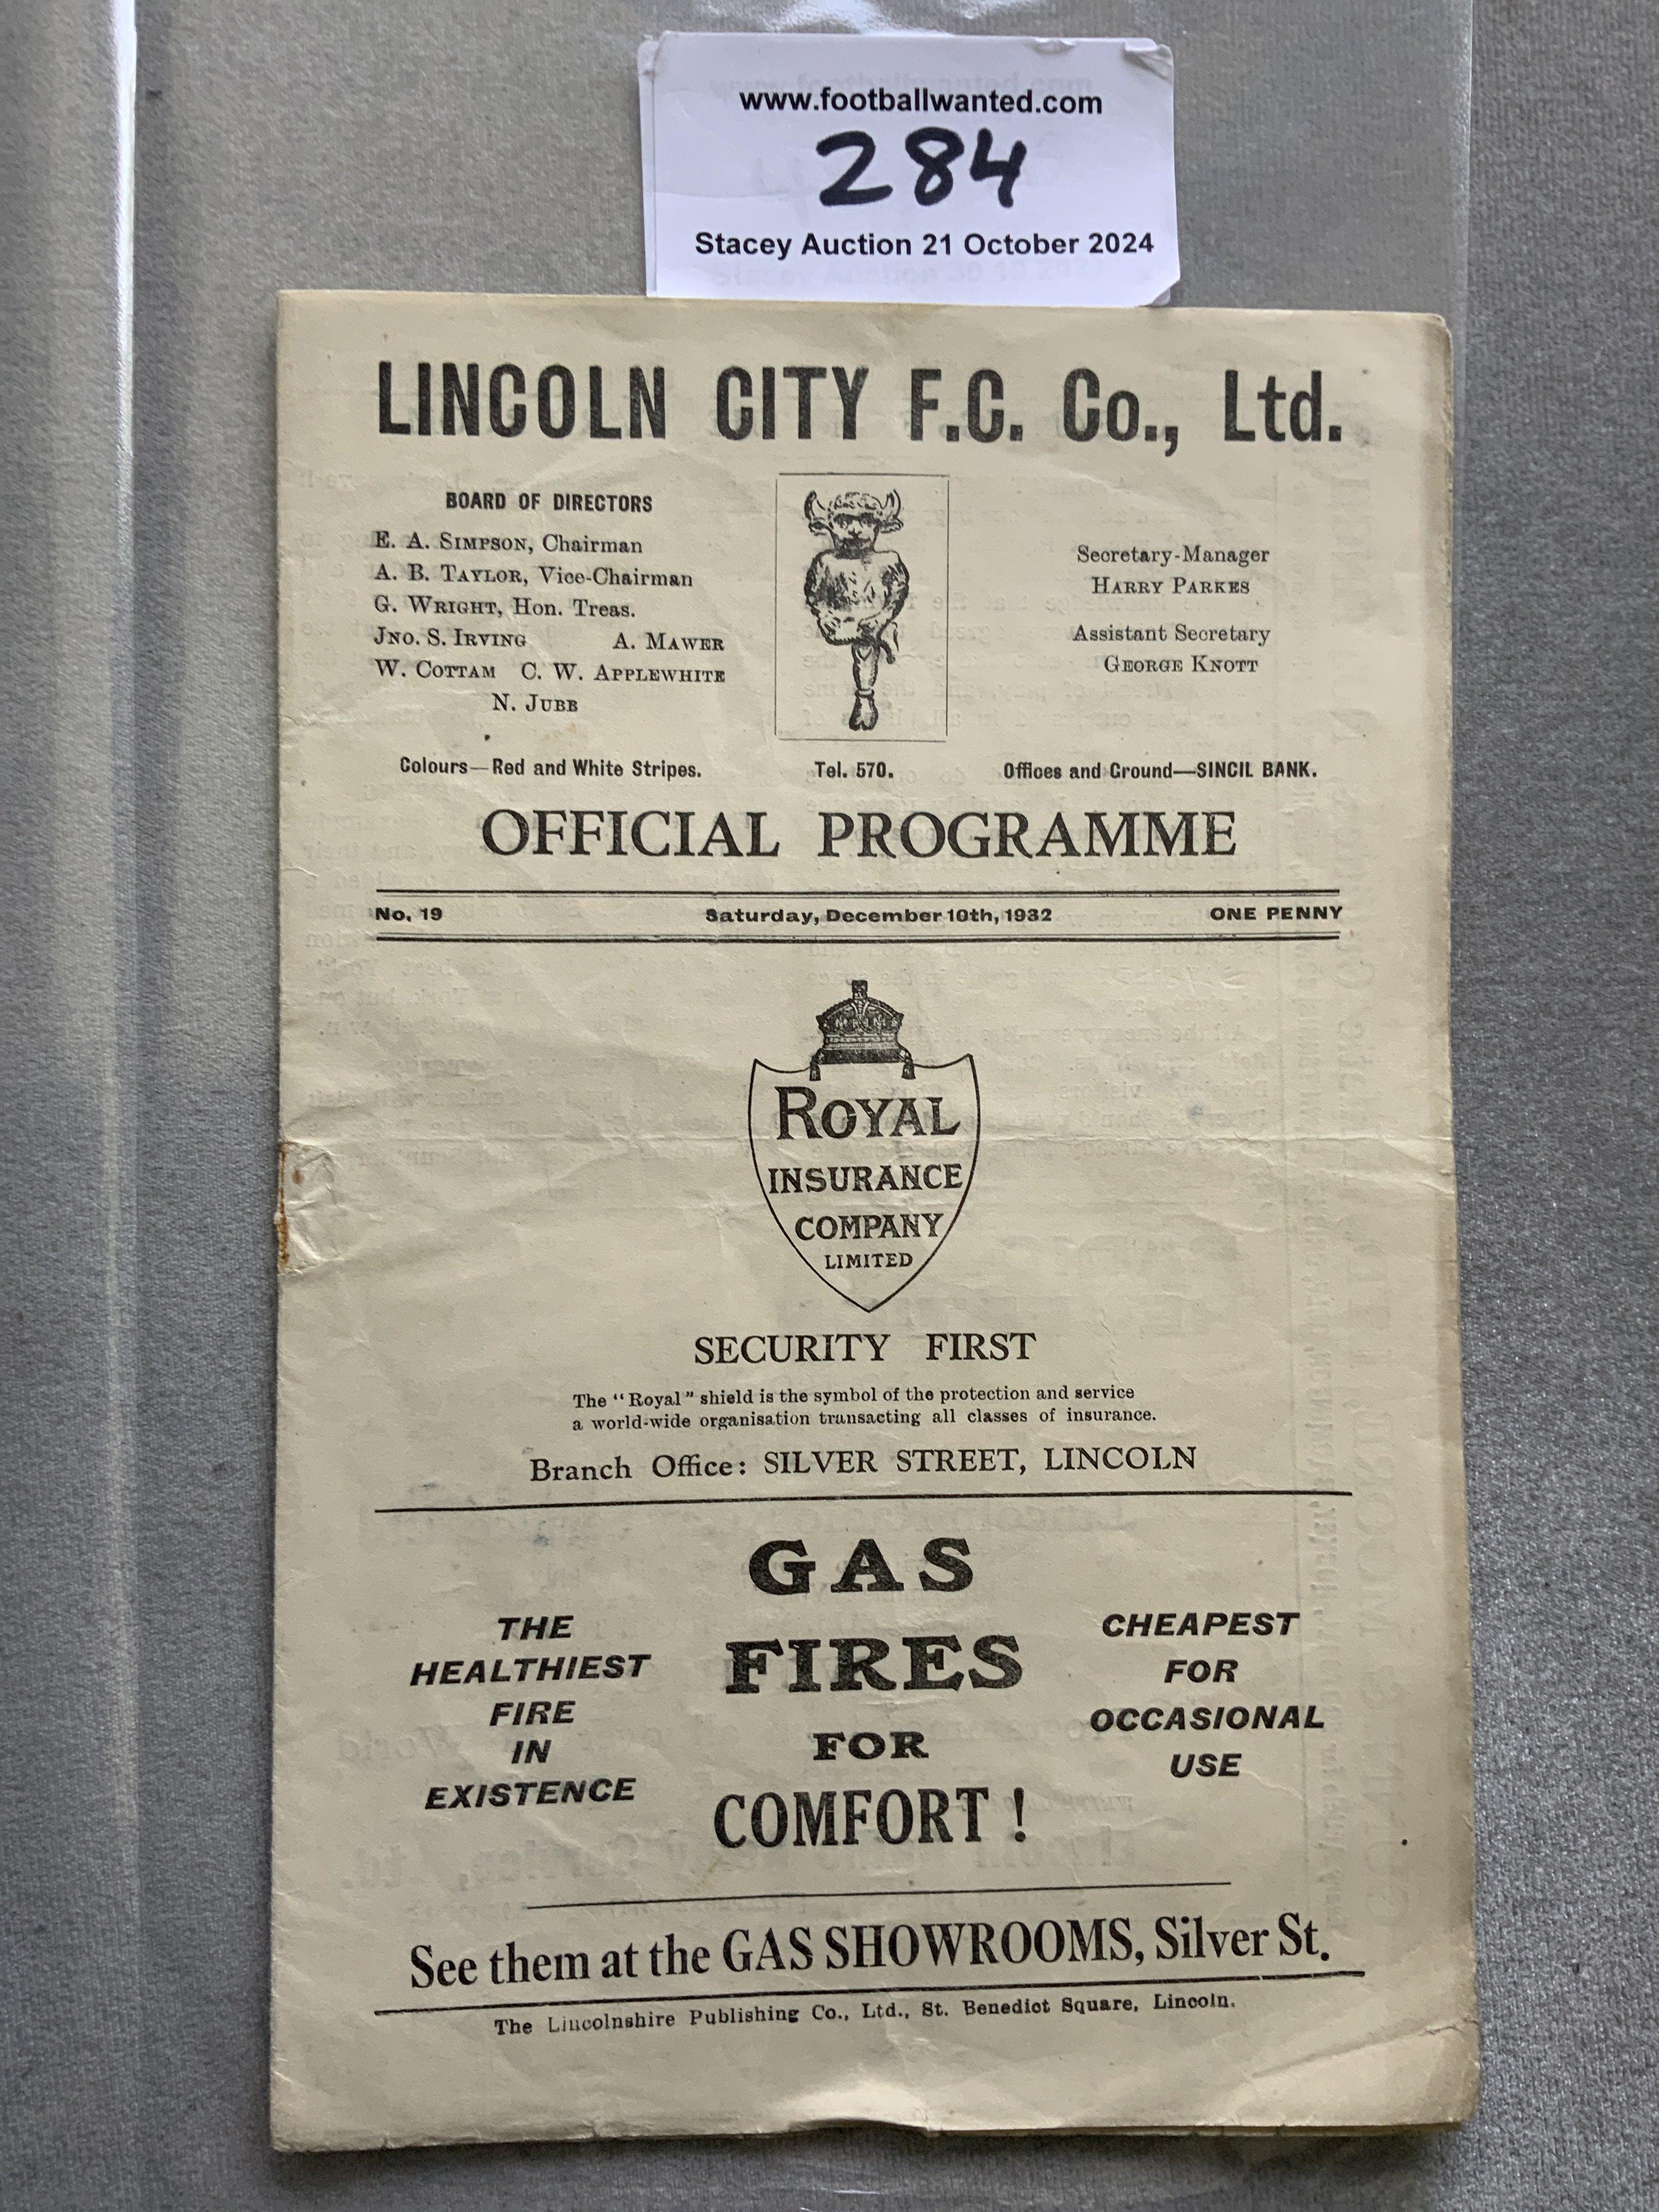 www.footballwanted.com
284
Stacey Auction 21 October 2024
LINCOLN CITY F.C. Co., Ltd.
BOARD OF DIRECTORS
E. A. SIMPSON, Chairman
A. B. TAYLOR, Vice-Chairman
G. WRIGHT, Hon. Treas.
JNO. S. IRVING A. MAWER
W. COTTAM C. W. APPLEWHITE
N. JUBB
Secretary-Manager
HARRY PARKES
Assistant Secretary
GEORGE KNOTT
Colours—Red and White Stripes. Tel. 570. Offices and Ground—SINCIL BANK.
OFFICIAL PROGRAMME
No. 19 Saturday, December 10th, 1932 ONE PENNY
ROYAL
INSURANCE
COMPANY
LIMITED
SECURITY FIRST
The "Royal" shield is the symbol of the protection and service
a world-wide organisation transacting all classes of insurance.
Branch Office: SILVER STREET, LINCOLN
THE
HEALTHIEST
FIRE
IN
EXISTENCE
GAS
FIRES
FOR
COMFORT !
CHEAPEST
FOR
OCCASIONAL
USE
See them at the GAS SHOWROOMS, Silver St.
The Lincolnshire Publishing Co., Ltd., St. Benedict Square, Lincoln.